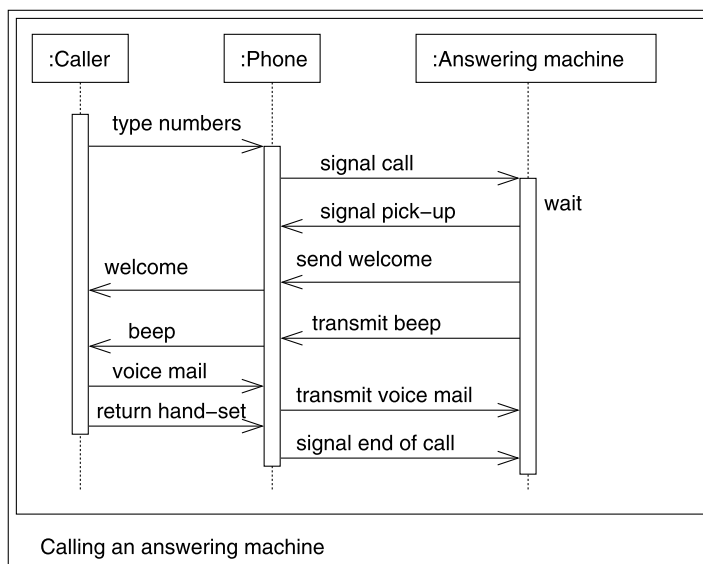 :Caller
:Phone
:Answering machine
type numbers
signal call
wait
signal pick−up
send welcome
welcome
transmit beep
beep
voice mail
transmit voice mail
return hand−set
signal end of call
Calling an answering machine